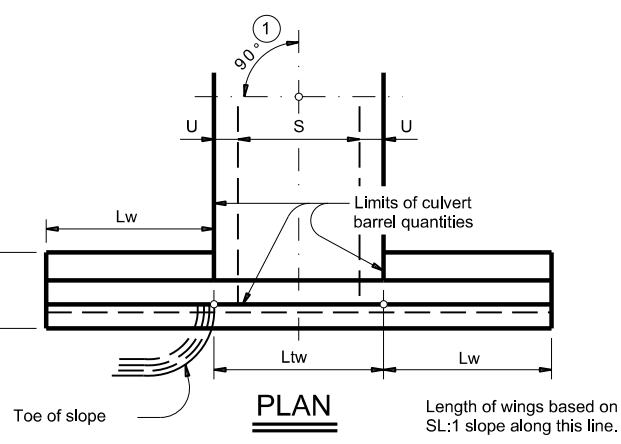 1
90°
U
S
U
Lw
Limits of culvert
barrel quantities
Ltw
Lw
Toe of slope
PLAN
Length of wings based on
SL:1 slope along this line.